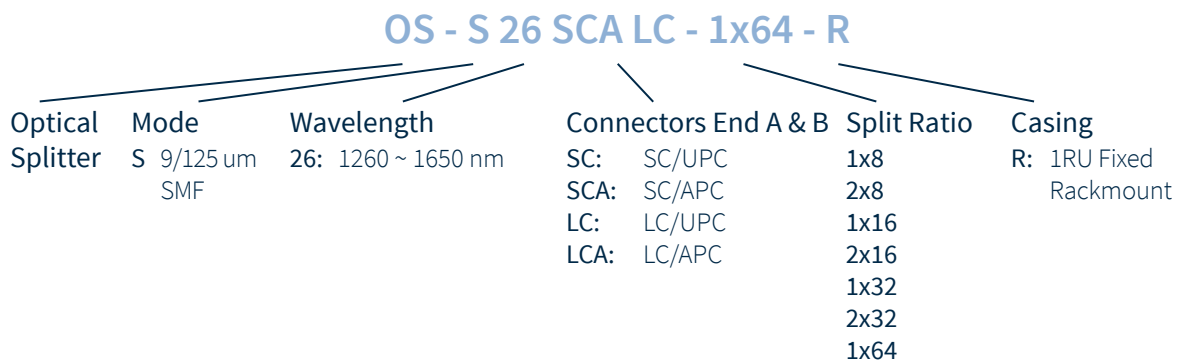 OS - S 26 SCA LC - 1x64 - R
Optical
Splitter
Mode
S 9/125 um
SMF
Wavelength
26: 1260 ~ 1650 nm
Connectors End A & B
SC: SC/UPC
SCA: SC/APC
LC: LC/UPC
LCA: LC/APC
Split Ratio
1x8
2x8
1x16
2x16
1x32
2x32
1x64
Casing
R: 1RU Fixed
Rackmount